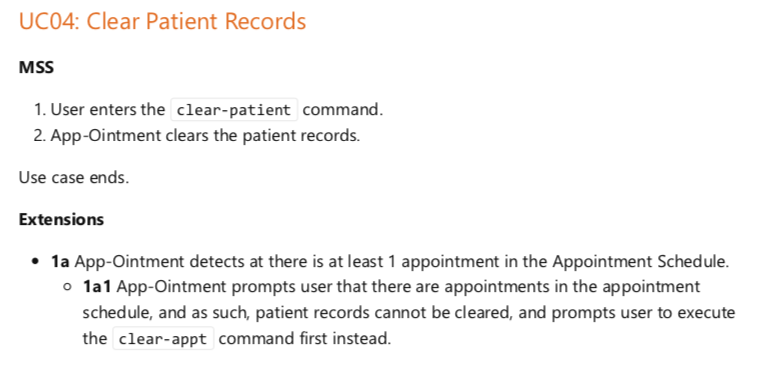 UC04: Clear Patient Records
MSS
1. User enters the clear-patient command.
2. App-Ointment clears the patient records.
Use case ends.
Extensions
• 1a App-Ointment detects at there is at least 1 appointment in the Appointment Schedule.
○ 1a1 App-Ointment prompts user that there are appointments in the appointment
schedule, and as such, patient records cannot be cleared, and prompts user to execute
the clear-appt command first instead.